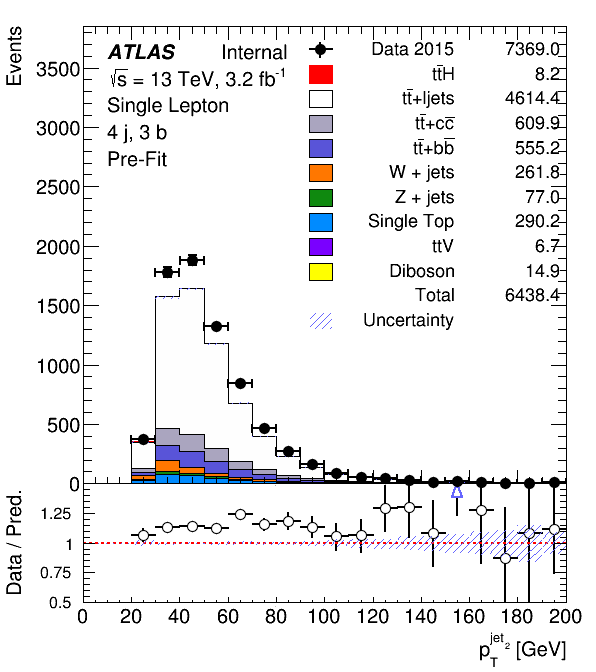 Events
3500
3000
2500
2000
1500
1000
500
0
ATLAS Internal
√s = 13 TeV, 3.2 fb⁻¹
Single Lepton
4 j, 3 b
Pre-Fit
Data 2015 7369.0
tt̄H 8.2
tt̄+ljets 4614.4
tt̄+cc̄ 609.9
tt̄+bb̄ 555.2
W + jets 261.8
Z + jets 77.0
Single Top 290.2
ttV 6.7
Diboson 14.9
Total 6438.4
Uncertainty
Data / Pred.
1.25
1
0.75
0.5
0 20 40 60 80 100 120 140 160 180 200
p_T^{jet_2} [GeV]